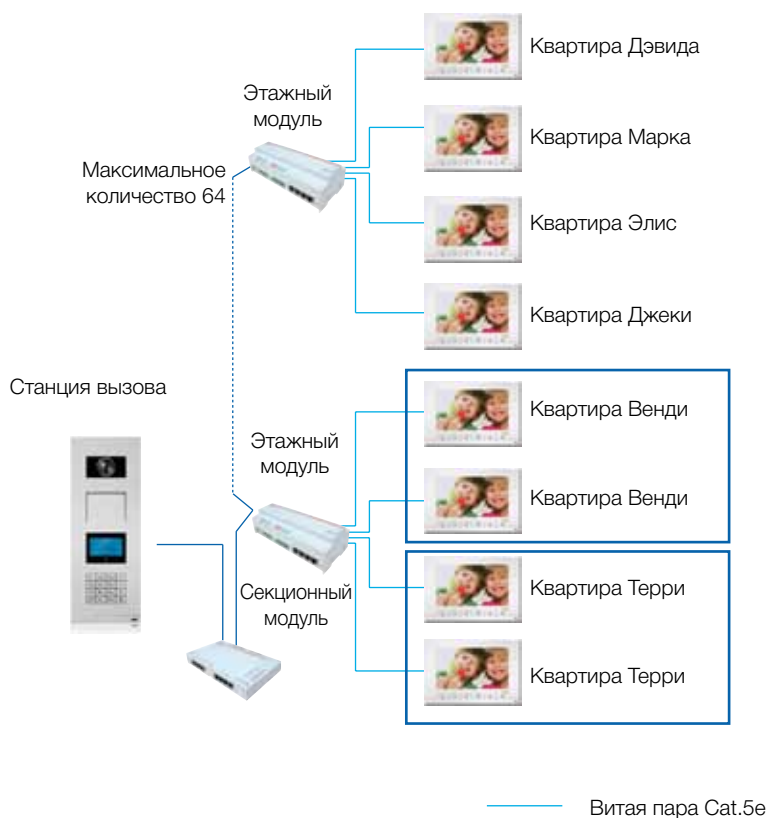 Квартира Дэвида
Этажный
модуль
Квартира Марка
Максимальное
количество 64
Квартира Элис
Квартира Джеки
Станция вызова
Квартира Венди
Этажный
модуль
Квартира Венди
Секционный
модуль
Квартира Терри
Квартира Терри
Витая пара Cat.5e